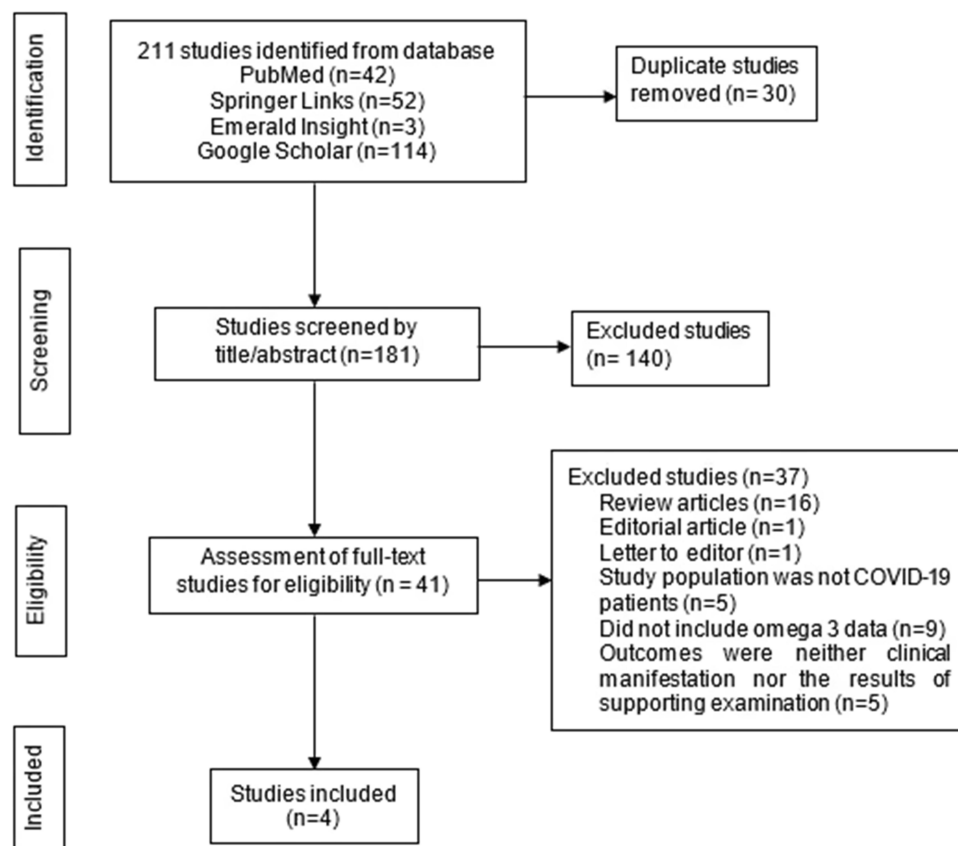 Identification
211 studies identified from database
PubMed (n=42)
Springer Links (n=52)
Emerald Insight (n=3)
Google Scholar (n=114)
Duplicate studies
removed (n= 30)
Screening
Studies screened by
title/abstract (n=181)
Excluded studies
(n= 140)
Eligibility
Assessment of full-text
studies for eligibility (n = 41)
Excluded studies (n=37)
Review articles (n=16)
Editorial article (n=1)
Letter to editor (n=1)
Study population was not COVID-19
patients (n=5)
Did not include omega 3 data (n=9)
Outcomes were neither clinical
manifestation nor the results of
supporting examination (n=5)
Included
Studies included
(n=4)